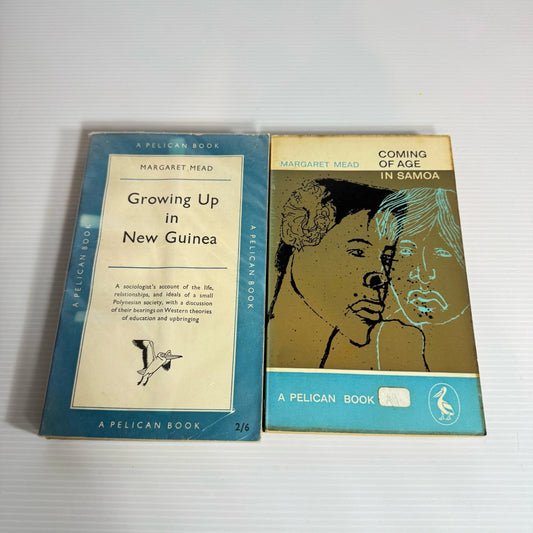 A PELICAN BOOK
MARGARET MEAD
Growing Up
in
New Guinea
A sociologist's account of the life,
relationships, and ideals of a small
Polynesian society, with a discussion
of their bearings on Western theories
of education and upbringing
A PELICAN BOOK
A PELICAN BOOK
A PELICAN BOOK
2/6
MARGARET MEAD
COMING
OF AGE
IN SAMOA
A PELICAN BOOK